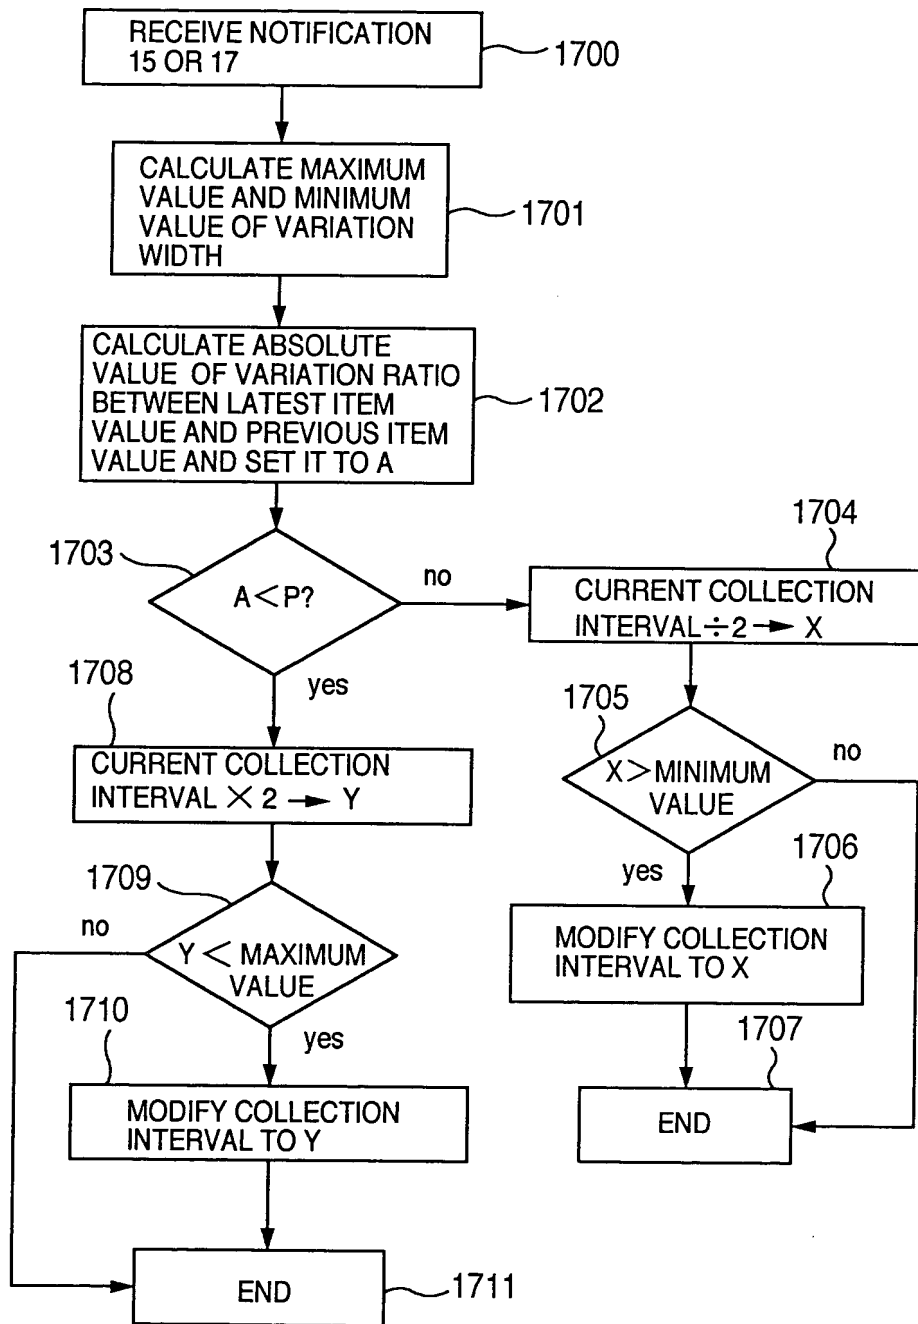 RECEIVE NOTIFICATION
15 OR 17
1700
CALCULATE MAXIMUM
VALUE AND MINIMUM
VALUE OF VARIATION
WIDTH
1701
CALCULATE ABSOLUTE
VALUE OF VARIATION RATIO
BETWEEN LATEST ITEM
VALUE AND PREVIOUS ITEM
VALUE AND SET IT TO A
1702
1703
A<P?
no
yes
1704
CURRENT COLLECTION
INTERVAL÷2 → X
1705
X>MINIMUM
VALUE
no
yes
1706
MODIFY COLLECTION
INTERVAL TO X
1707
END
1708
CURRENT COLLECTION
INTERVAL × 2 → Y
1709
no
Y < MAXIMUM
VALUE
yes
1710
MODIFY COLLECTION
INTERVAL TO Y
END
1711